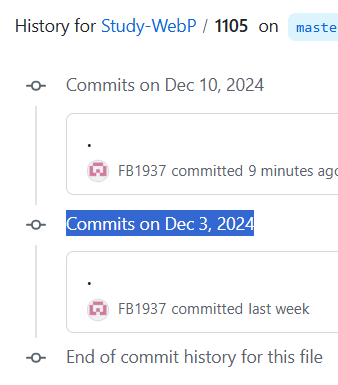 History for Study-WebP / 1105 on maste
Commits on Dec 10, 2024
.
FB1937 committed 9 minutes ago
Commits on Dec 3, 2024
.
FB1937 committed last week
End of commit history for this file